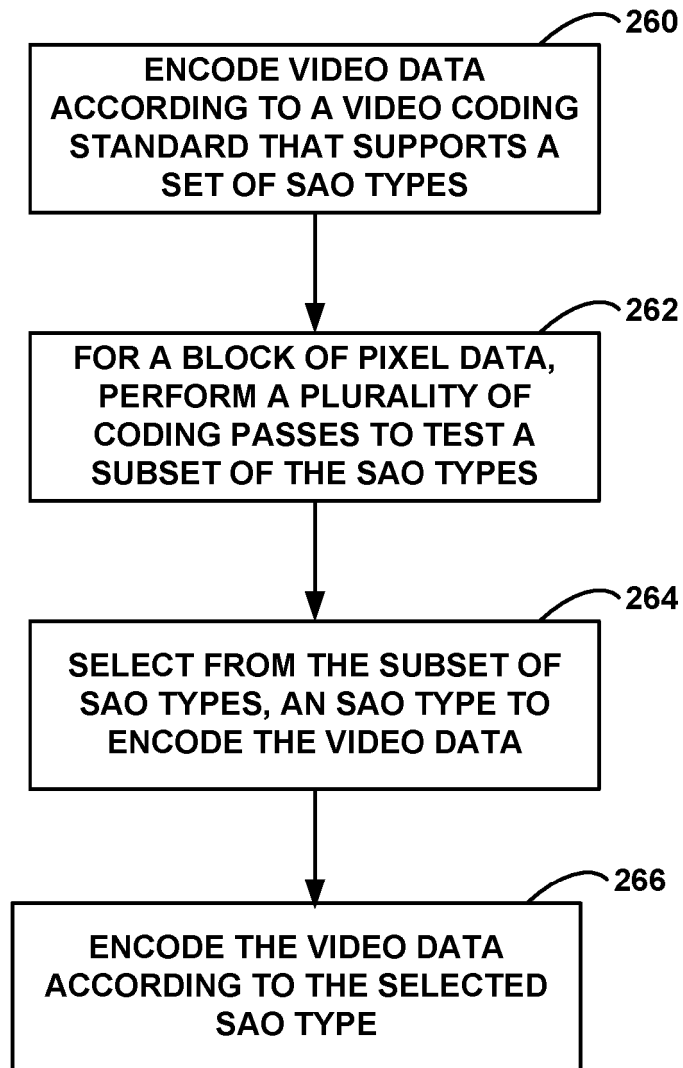 260
ENCODE VIDEO DATA
ACCORDING TO A VIDEO CODING
STANDARD THAT SUPPORTS A
SET OF SAO TYPES
262
FOR A BLOCK OF PIXEL DATA,
PERFORM A PLURALITY OF
CODING PASSES TO TEST A
SUBSET OF THE SAO TYPES
264
SELECT FROM THE SUBSET OF
SAO TYPES, AN SAO TYPE TO
ENCODE THE VIDEO DATA
266
ENCODE THE VIDEO DATA
ACCORDING TO THE SELECTED
SAO TYPE